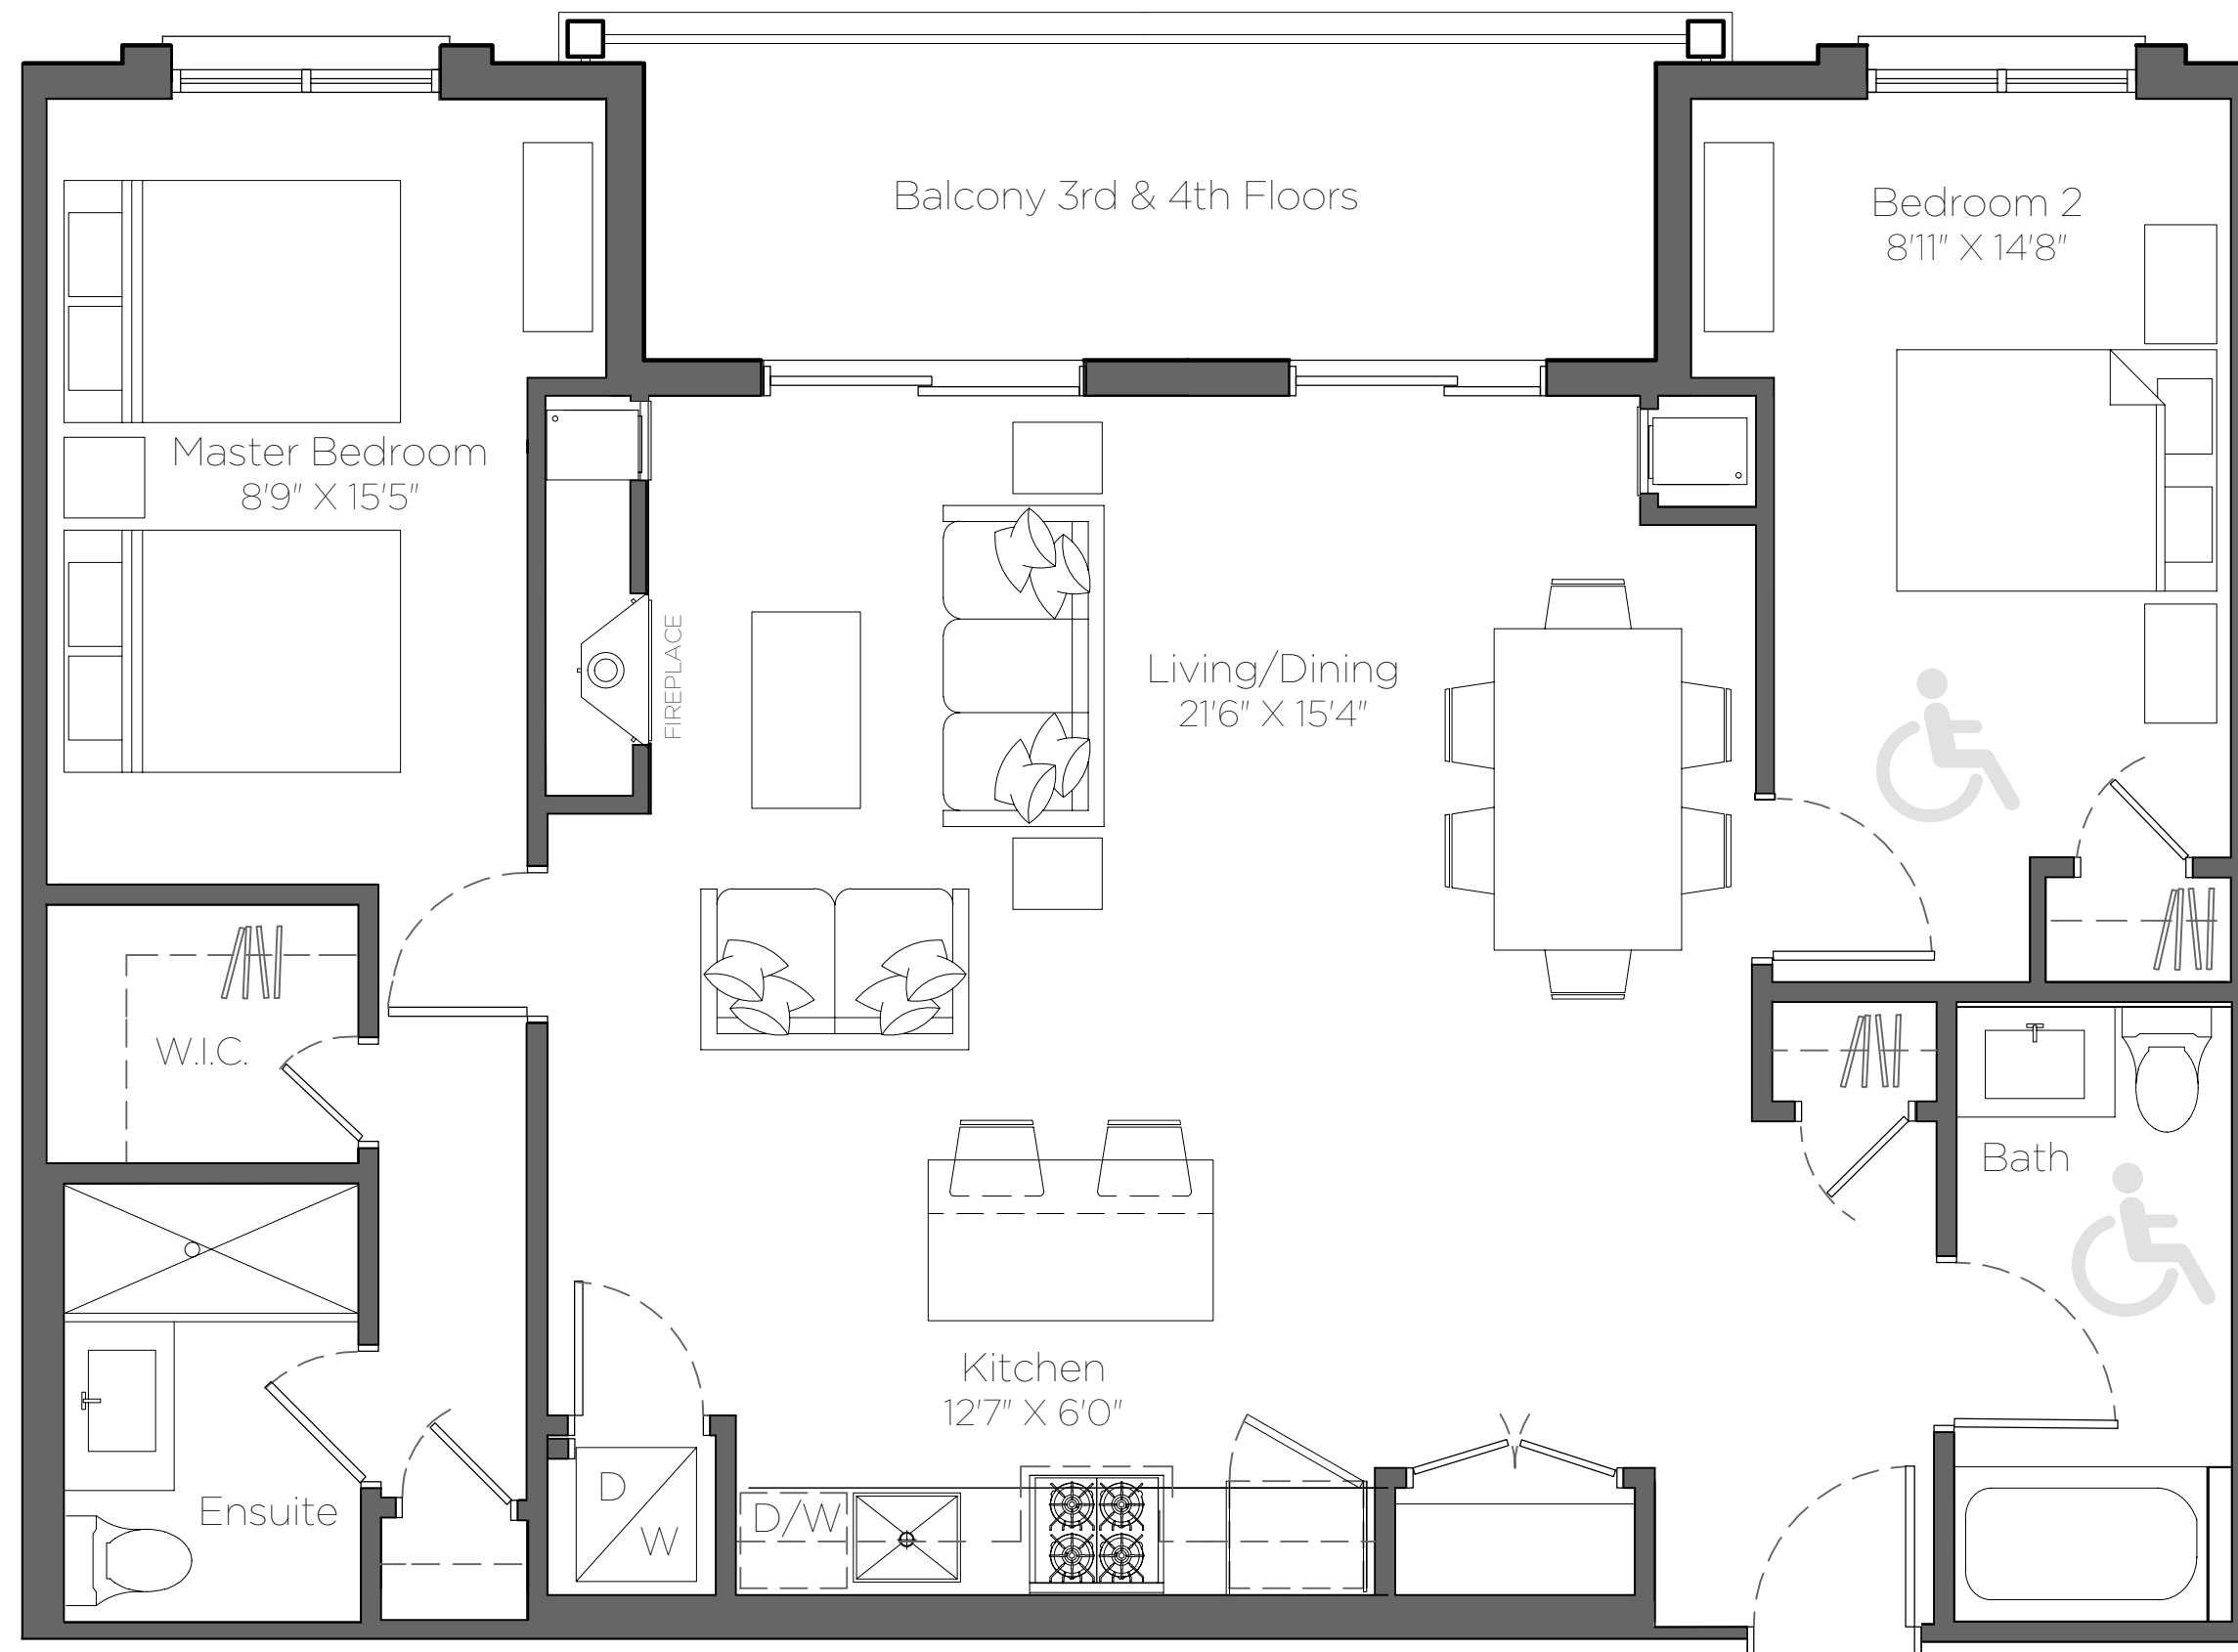 Balcony 3rd & 4th Floors
Bedroom 2
8'11" X 14'8"
Master Bedroom
8'9" X 15'5"
FIREPLACE
Living/Dining
21'6" X 15'4"
W.I.C.
Bath
Kitchen
12'7" X 6'0"
Ensuite
D
W
D/W